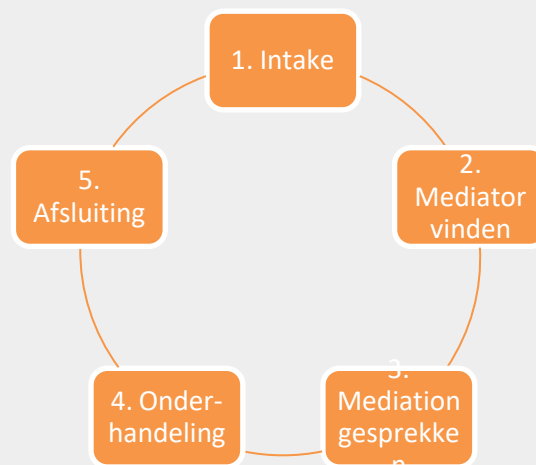 1. Intake
2.
Mediator
vinden
3.
Mediation
gesprekke
n
4. Onder-
handeling
5.
Afsluiting